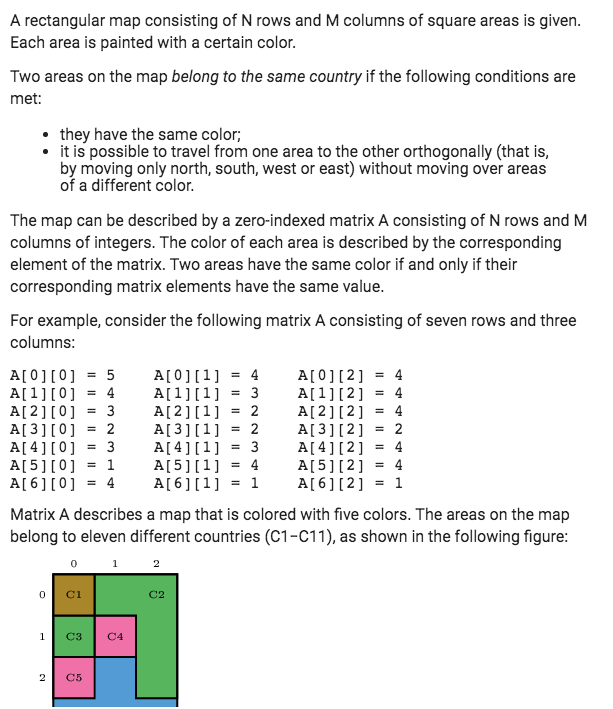 A rectangular map consisting of N rows and M columns of square areas is given.
Each area is painted with a certain color.
Two areas on the map belong to the same country if the following conditions are
met:
• they have the same color;
• it is possible to travel from one area to the other orthogonally (that is,
by moving only north, south, west or east) without moving over areas
of a different color.
The map can be described by a zero-indexed matrix A consisting of N rows and M
columns of integers. The color of each area is described by the corresponding
element of the matrix. Two areas have the same color if and only if their
corresponding matrix elements have the same value.
For example, consider the following matrix A consisting of seven rows and three
columns:
A[0][0] = 5 A[0][1] = 4 A[0][2] = 4
A[1][0] = 4 A[1][1] = 3 A[1][2] = 4
A[2][0] = 3 A[2][1] = 2 A[2][2] = 4
A[3][0] = 2 A[3][1] = 2 A[3][2] = 2
A[4][0] = 3 A[4][1] = 3 A[4][2] = 4
A[5][0] = 1 A[5][1] = 4 A[5][2] = 4
A[6][0] = 4 A[6][1] = 1 A[6][2] = 1
Matrix A describes a map that is colored with five colors. The areas on the map
belong to eleven different countries (C1-C11), as shown in the following figure:
0 1 2
0 C1 C2
1 C3 C4
2 C5